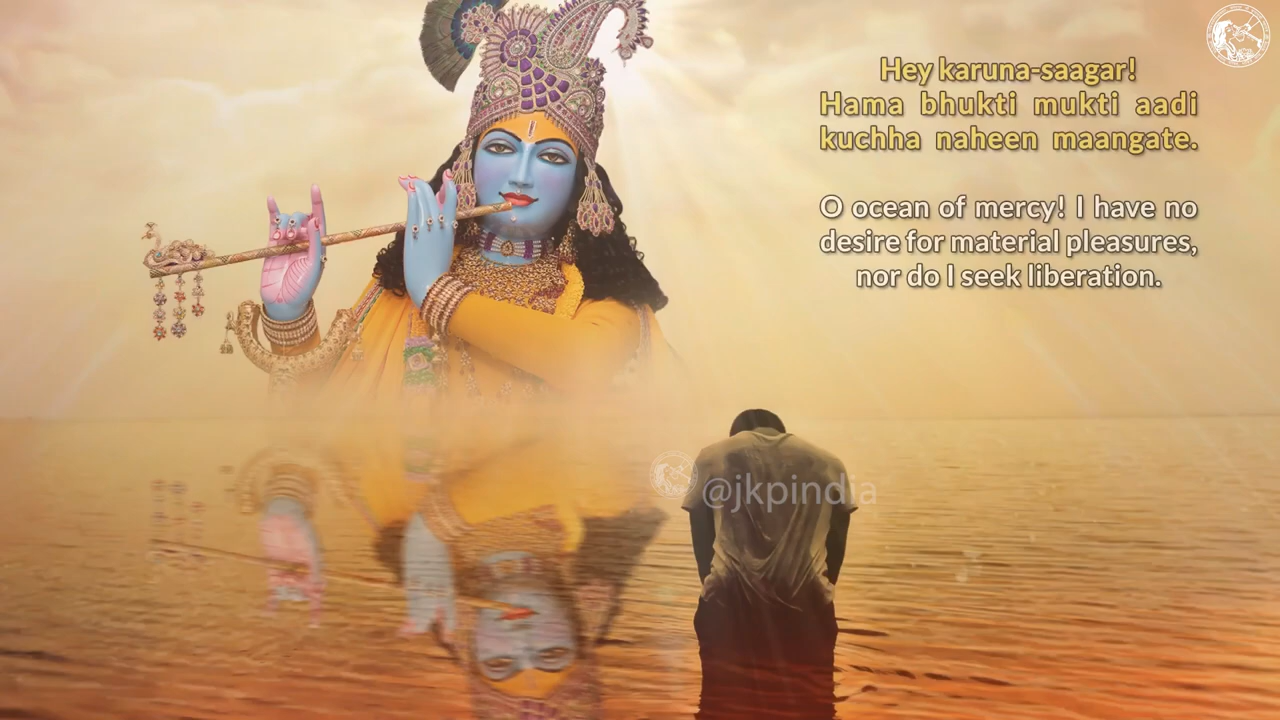 Hey karuna-saagar!
Hama bhukti mukti aadi
kuchha naheen maangate.
O ocean of mercy! I have no
desire for material pleasures,
nor do I seek liberation.
@jkpindia